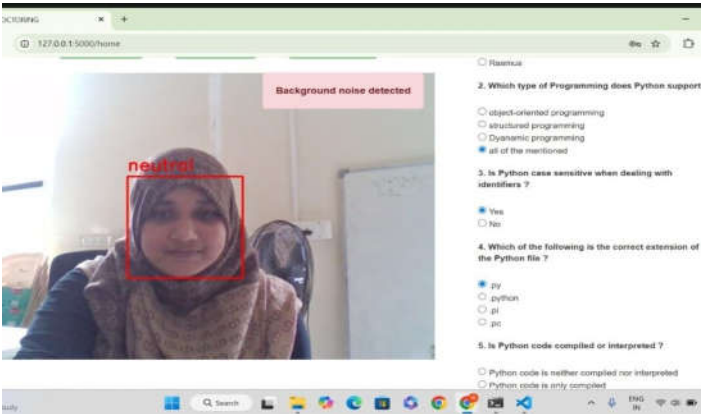 127.0.0.1:5000/home
Rasmus
Background noise detected
2. Which type of Programming does Python support
object-oriented programming
structured programming
Dyanamic programming
all of the mentioned
neutral
3. Is Python case sensitive when dealing with
identifiers ?
Yes
No
4. Which of the following is the correct extension of
the Python file ?
.py
.python
.pl
.pc
5. Is Python code compiled or interpreted ?
Python code is neither compiled nor interpreted
Python code is only compiled
Search
ENG
IN